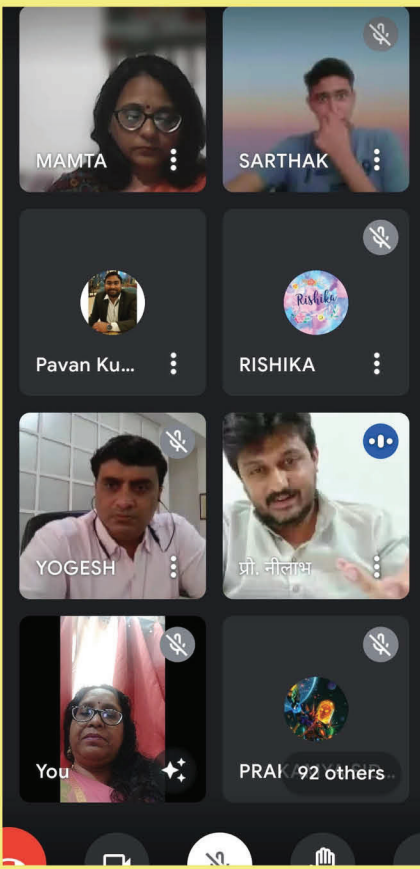 MAMTA
SARTHAK
Pavan Ku...
Rishika
RISHIKA
YOGESH
प्रो. नीलाभ
You
92 others